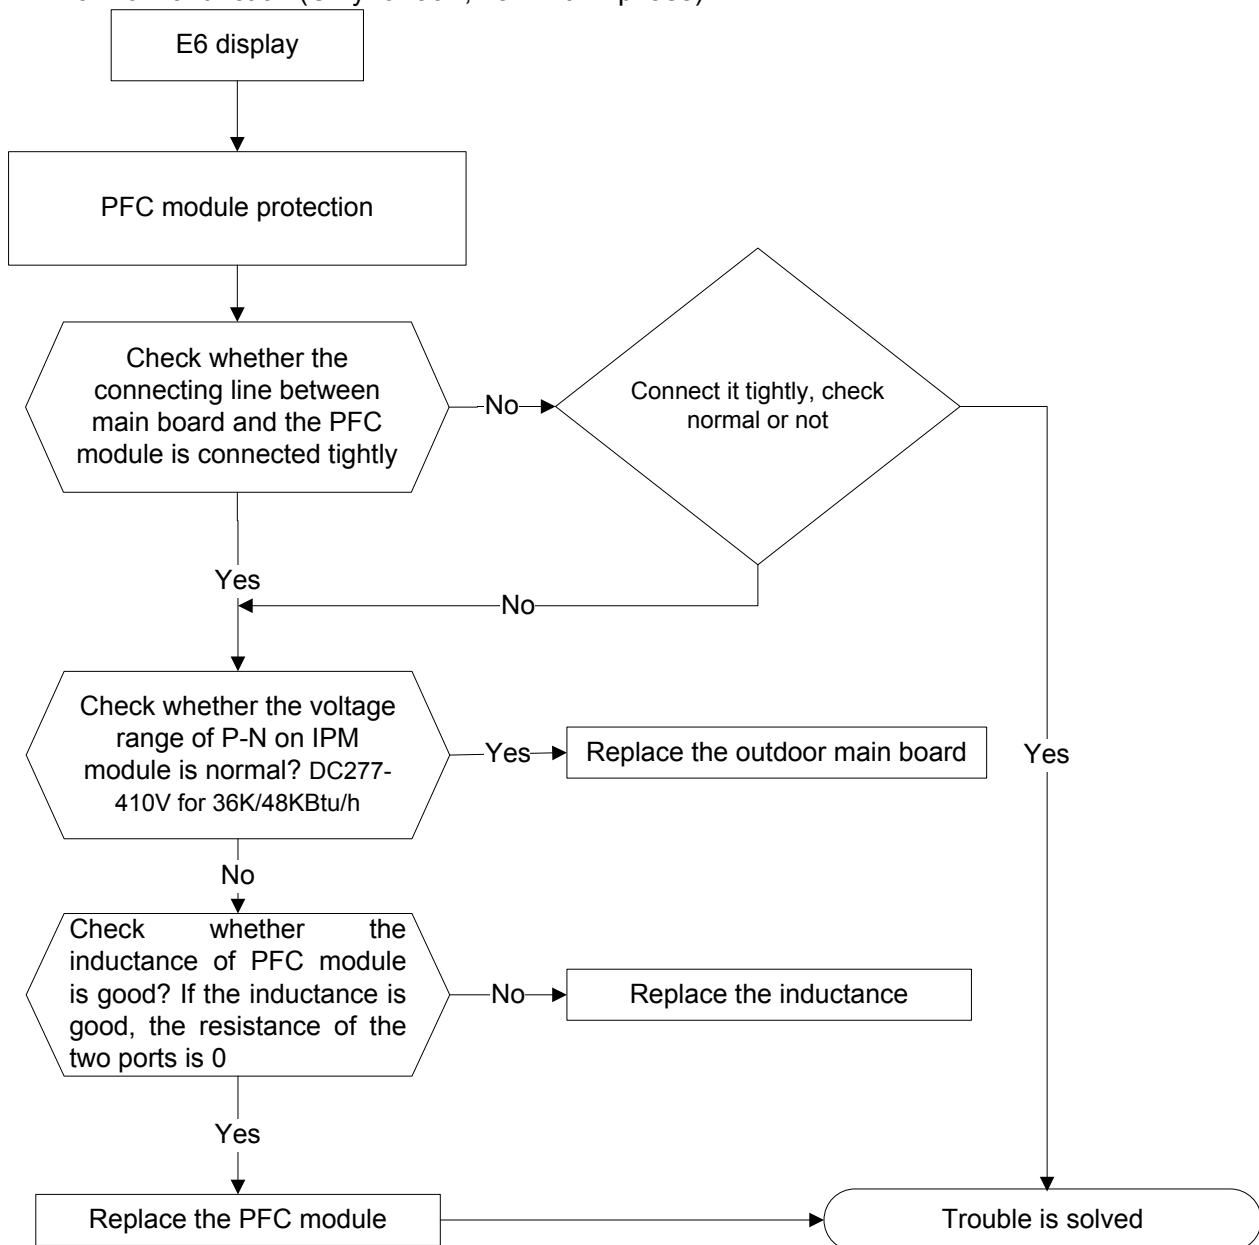 E6 display
PFC module protection
Check whether the
connecting line between
main board and the PFC
module is connected tightly
No
Connect it tightly, check
normal or not
Yes
No
Check whether the voltage
range of P-N on IPM
module is normal? DC277-
410V for 36K/48KBtu/h
Yes
Replace the outdoor main board
Yes
No
Check whether the
inductance of PFC module
is good? If the inductance is
good, the resistance of the
two ports is 0
No
Replace the inductance
Yes
Replace the PFC module
Trouble is solved